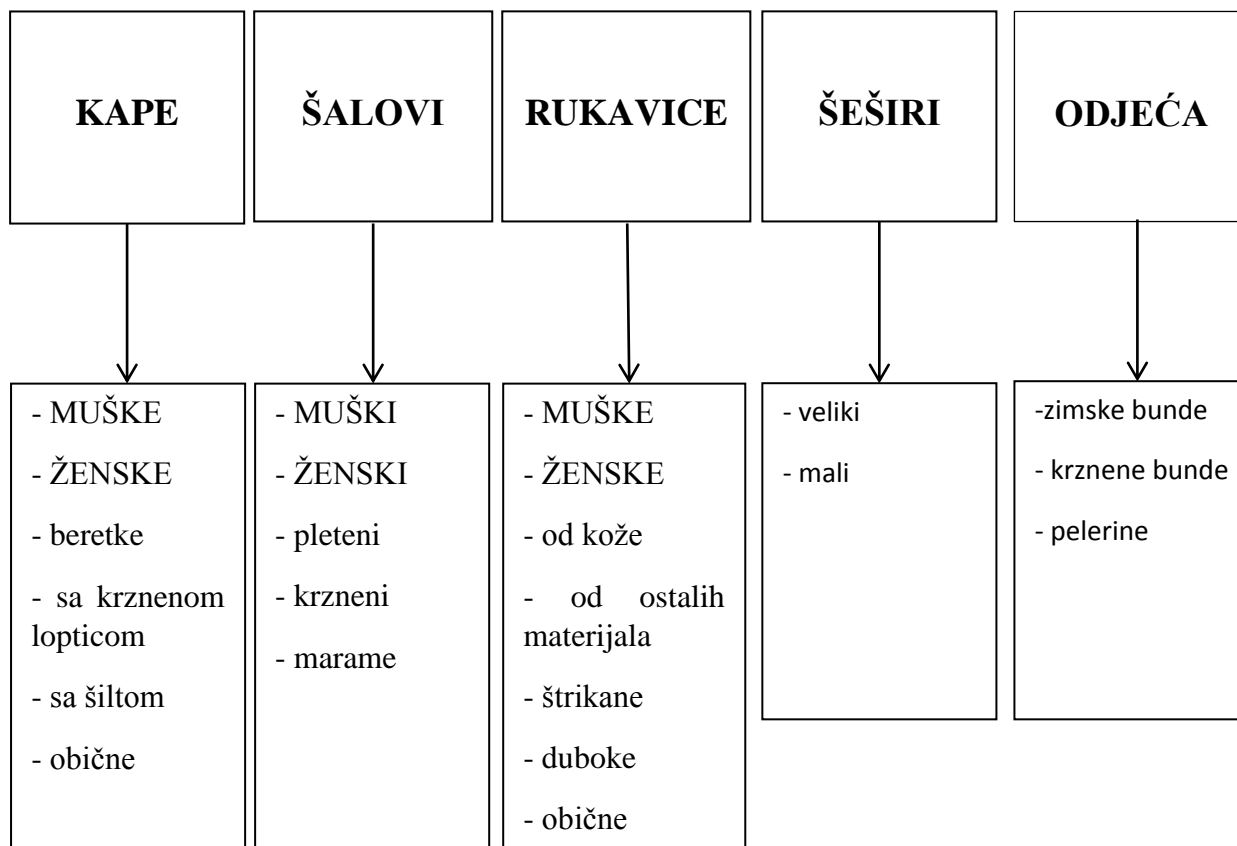 KAPE
ŠALOVI
RUKAVICE
ŠEŠIRI
ODJEĆA
- MUŠKE
- ŽENSKE
- beretke
- sa krznenom
lopticom
- sa šiltom
- obične
- MUŠKI
- ŽENSKI
- pleteni
- krzneni
- marame
- MUŠKE
- ŽENSKE
- od kože
- od ostalih
materijala
- štrikane
- duboke
- obične
- veliki
- mali
-zimske bunde
- krznene bunde
- pelerine